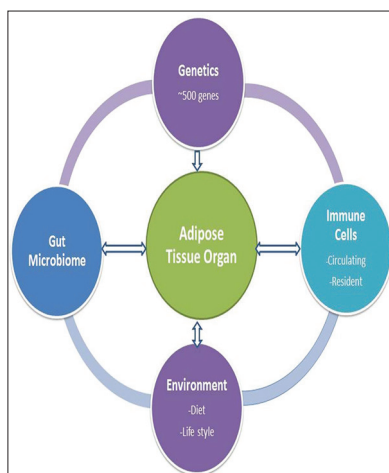 Genetics
~500 genes
Gut
Microbiome
Adipose
Tissue Organ
Immune
Cells
-Circulating
-Resident
Environment
-Diet
-Life style